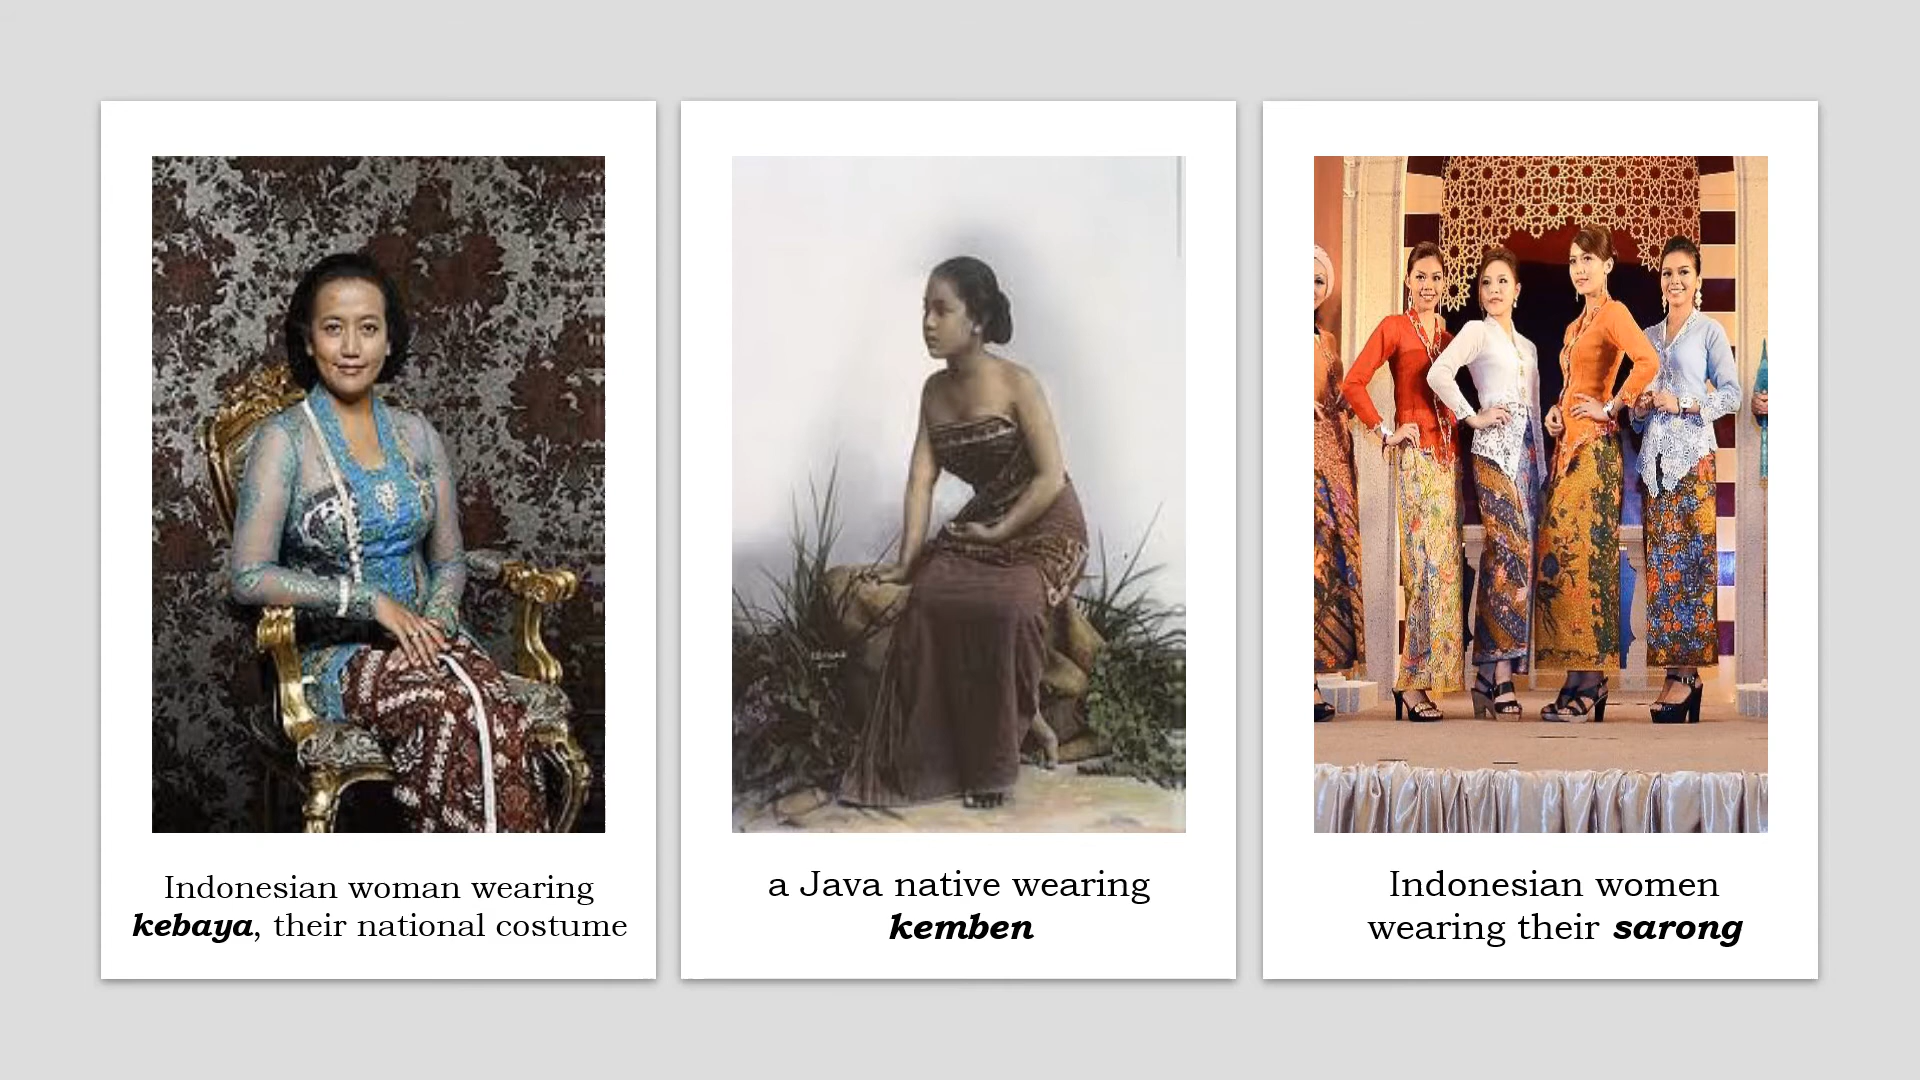 Indonesian woman wearing
kebaya, their national costume
a Java native wearing
kemben
Indonesian women
wearing their sarong